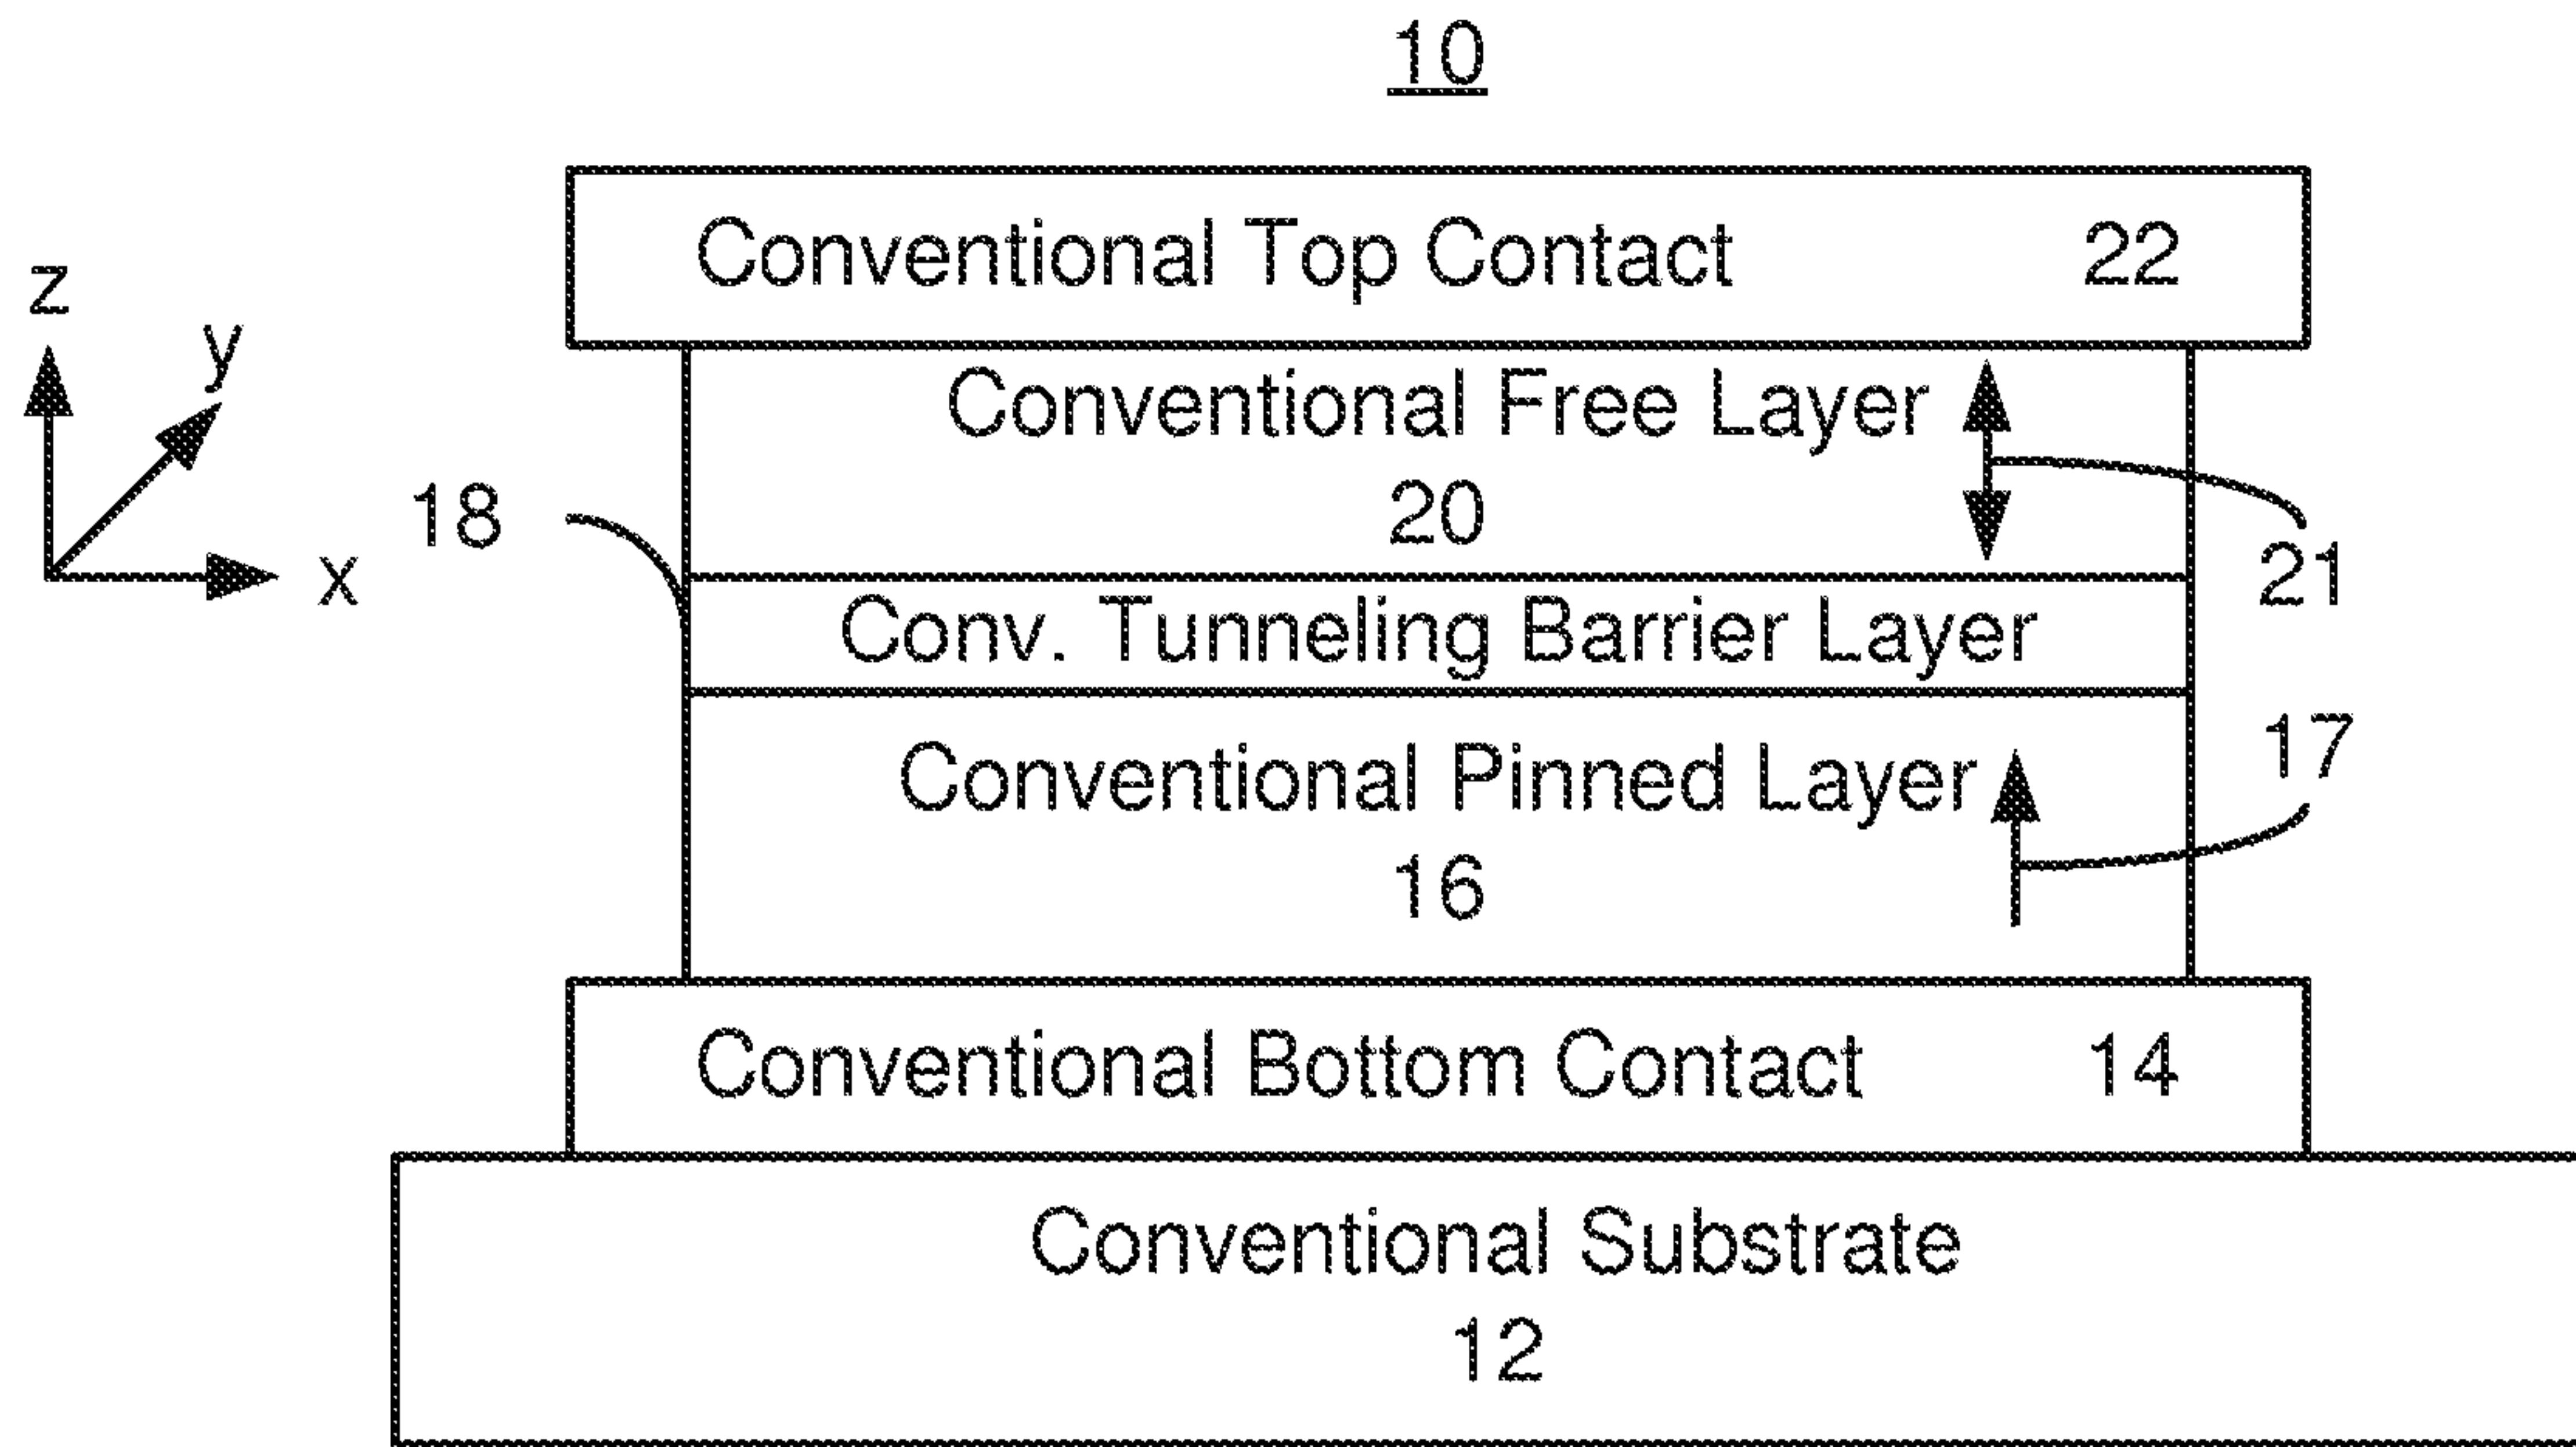 10
Conventional Top Contact 22
z
y
x
Conventional Free Layer
20
21
18
Conv. Tunneling Barrier Layer
Conventional Pinned Layer
16
17
Conventional Bottom Contact 14
Conventional Substrate
12